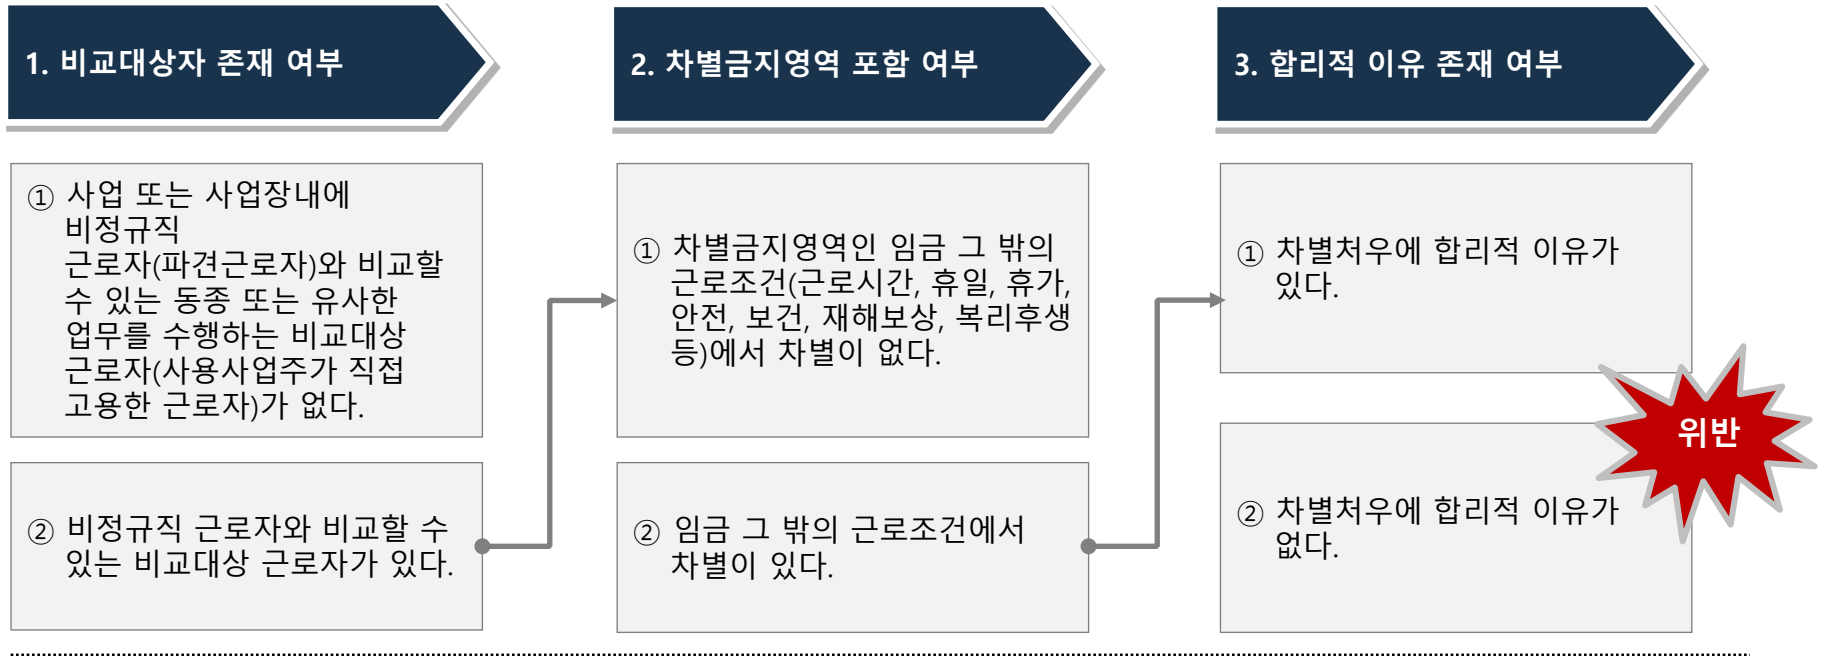 1. 비교대상자 존재 여부
① 사업 또는 사업장내에
비정규직
근로자(파견근로자)와 비교할
수 있는 동종 또는 유사한
업무를 수행하는 비교대상
근로자(사용사업주가 직접
고용한 근로자)가 없다.
② 비정규직 근로자와 비교할 수
있는 비교대상 근로자가 있다.
2. 차별금지영역 포함 여부
① 차별금지영역인 임금 그 밖의
근로조건(근로시간, 휴일, 휴가,
안전, 보건, 재해보상, 복리후생
등)에서 차별이 없다.
② 임금 그 밖의 근로조건에서
차별이 있다.
3. 합리적 이유 존재 여부
① 차별처우에 합리적 이유가
있다.
위반
② 차별처우에 합리적 이유가
없다.